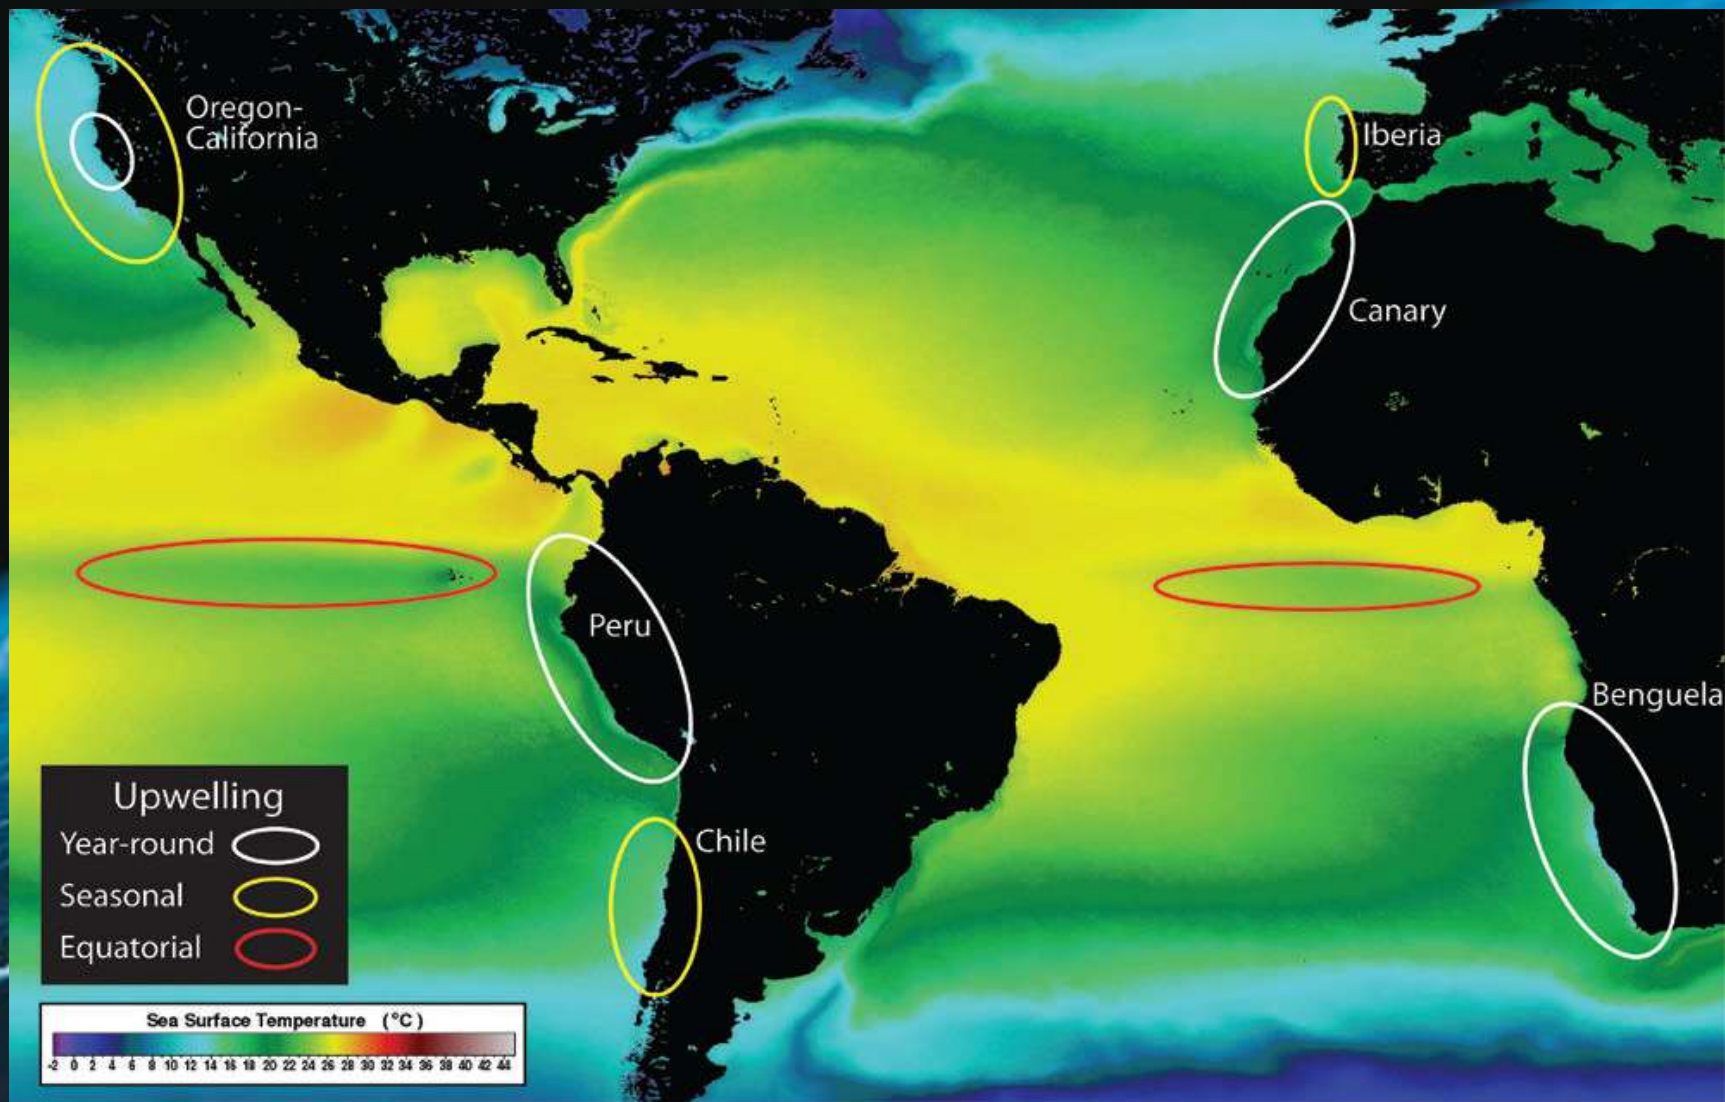 Oregon-
California
Iberia
Canary
Peru
Benguela
Chile
Upwelling
Year-round
Seasonal
Equatorial
Sea Surface Temperature (°C)
-2 0 2 4 6 8 10 12 14 16 18 20 22 24 26 28 30 32 34 36 38 40 42 44